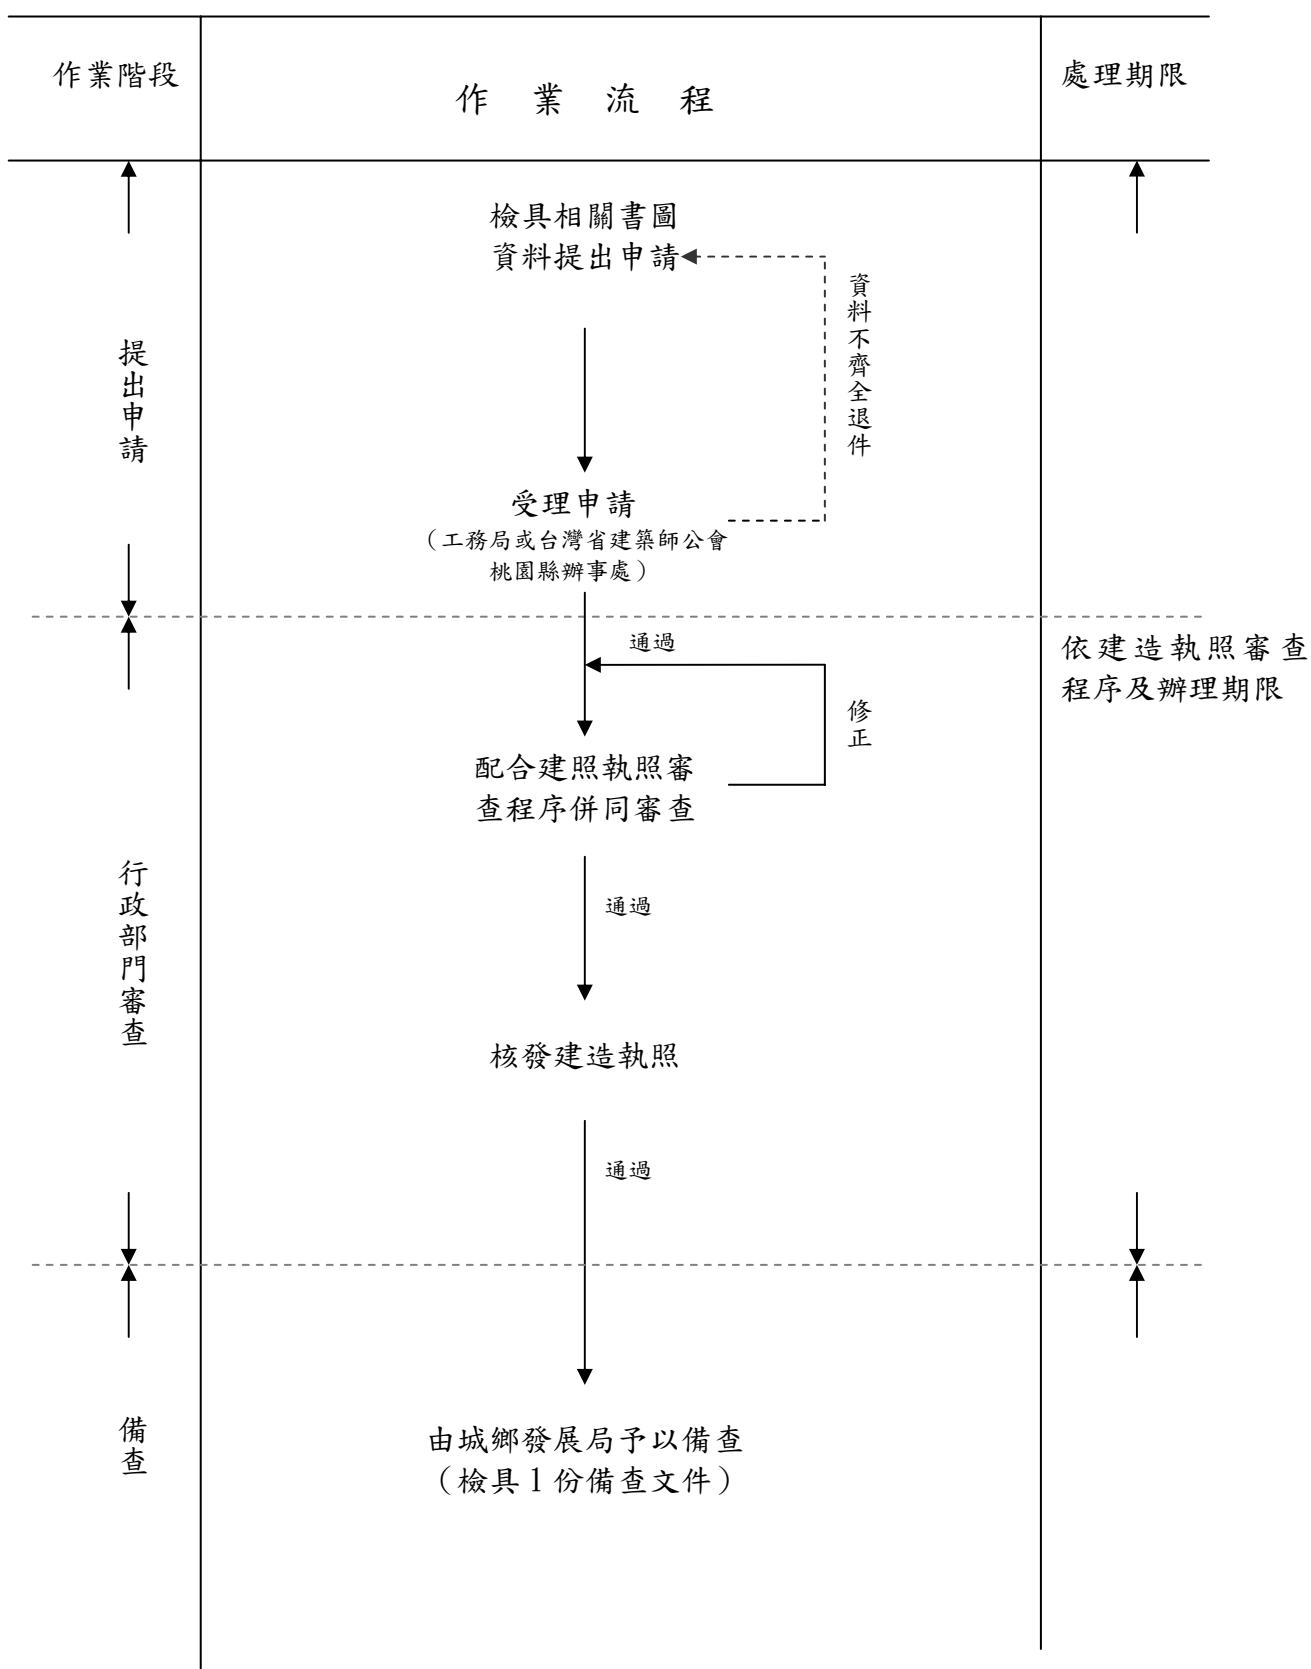 作業階段
作業流程
處理期限
檢具相關書圖
資料提出申請
資料不齊全退件
提出申請
受理申請
（工務局或台灣省建築師公會
桃園縣辦事處）
通過
依建造執照審查
程序及辦理期限
修正
配合建照執照審
查程序併同審查
行政部門審查
通過
核發建造執照
通過
備查
由城鄉發展局予以備查
（檢具1份備查文件）